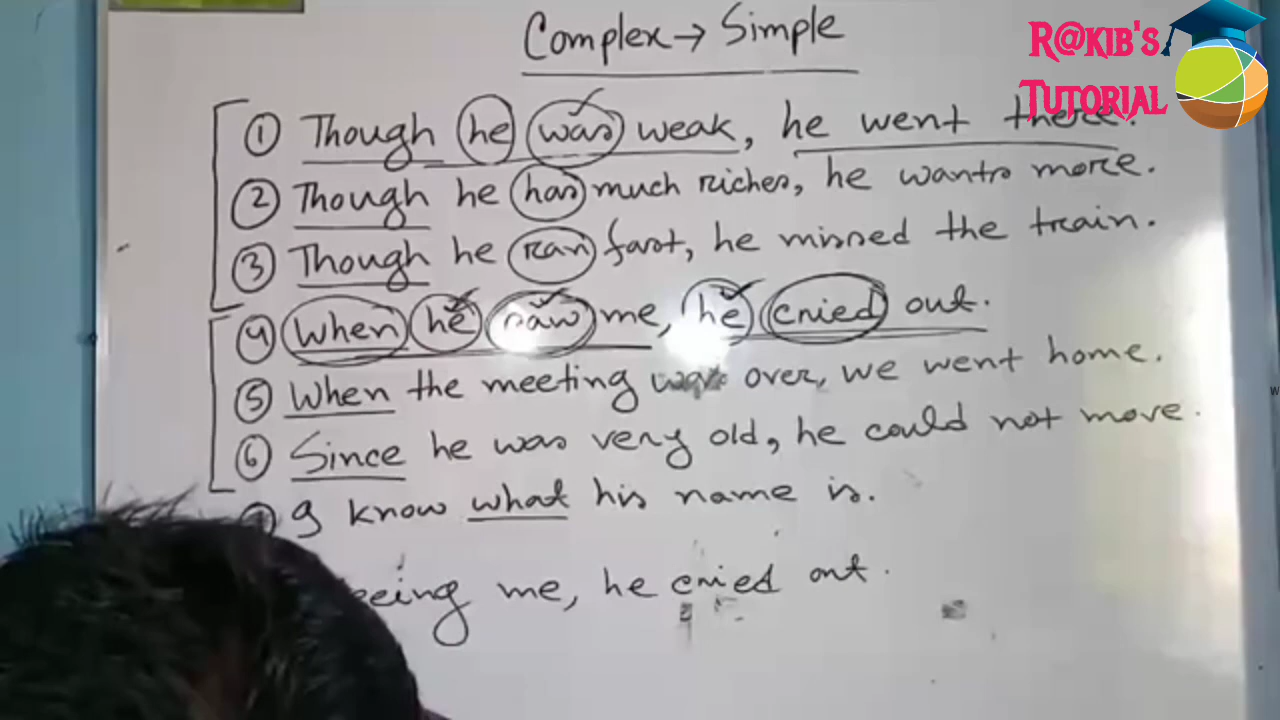 Complex → Simple
R@kib's
Tutorial
① Though he was weak, he went there.
② Though he has much riches, he wants more.
③ Though he ran fast, he missed the train.
④ When he saw me, he cried out.
⑤ When the meeting was over, we went home.
⑥ Since he was very old, he could not move.
I know what his name is.
seeing me, he cried out.